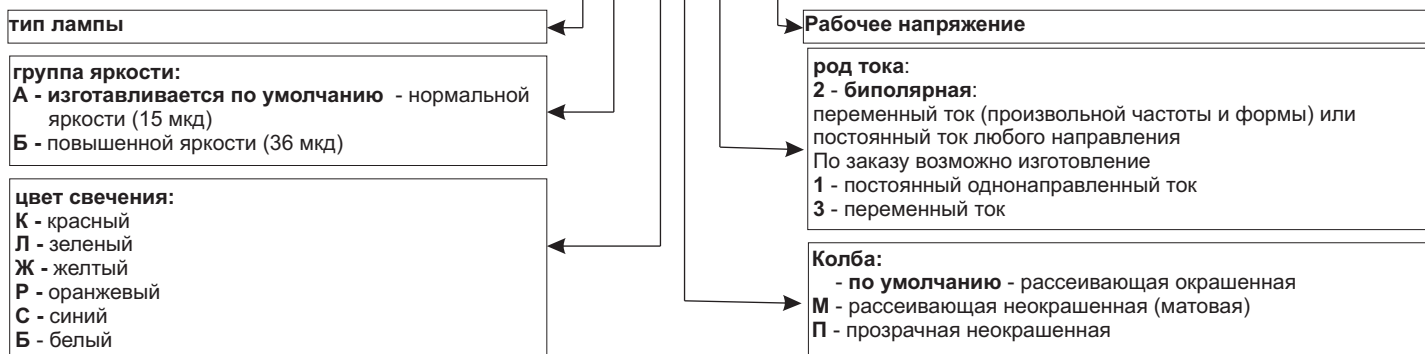 тип лампы
группа яркости:
А - изготавливается по умолчанию - нормальной
яркости (15 мкд)
Б - повышенной яркости (36 мкд)
цвет свечения:
К - красный
Л - зеленый
Ж - желтый
Р - оранжевый
С - синий
Б - белый
Рабочее напряжение
род тока:
2 - биполярная:
переменный ток (произвольной частоты и формы) или
постоянный ток любого направления
По заказу возможно изготовление
1 - постоянный однонаправленный ток
3 - переменный ток
Колба:
- по умолчанию - рассеивающая окрашенная
М - рассеивающая неокрашенная (матовая)
П - прозрачная неокрашенная